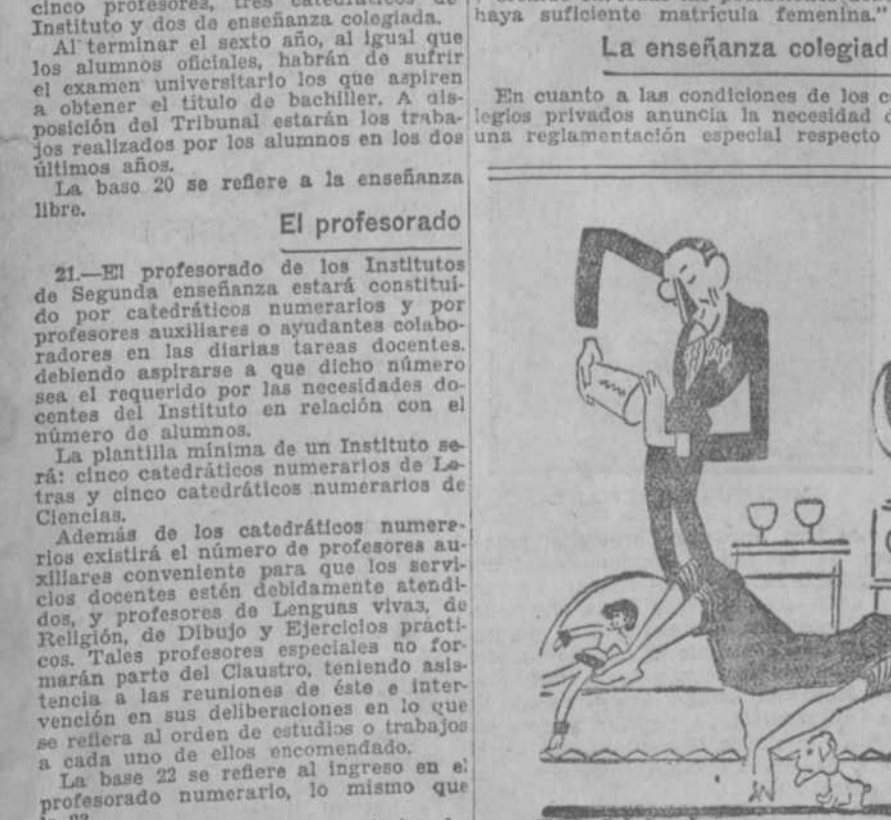 cinco profesores, tres catedráticos de
Instituto y dos de enseñanza colegiada.
Al terminar el sexto año, al igual que
los alumnos oficiales, habrán de sufrir
el examen universitario los que aspiren
a obtener el título de bachiller. A dis-
posición del Tribunal estarán los traba-
jos realizados por los alumnos en los dos
últimos años.
La base 20 se refiere a la enseñanza
libre.
El profesorado
21.—El profesorado de los Institutos
de Segunda enseñanza estará constituí-
do por catedráticos numerarios y por
profesores auxiliares o ayudantes colabo-
radores en las diarias tareas docentes,
debiendo aspirarse a que dicho número
sea el requerido por las necesidades do-
centes del Instituto en relación con el
número de alumnos.
La plantilla mínima de un Instituto se-
rá: cinco catedráticos numerarios de Le-
tras y cinco catedráticos numerarios de
Ciencias.
Además de los catedráticos numera-
rios existirá el número de profesores au-
xiliares conveniente para que los servi-
cios docentes estén debidamente atendi-
dos, y profesores de Lenguas vivas, de
Religión, de Dibujo y Ejercicios prácti-
cos. Tales profesores especiales no for-
marán parte del Claustro, teniendo asis-
tencia a las reuniones de éste e inter-
vención en sus deliberaciones en lo que
se refiera al orden de estudios o trabajos
a cada uno de ellos encomendado.
La base 22 se refiere al ingreso en el
profesorado numerario, lo mismo que
haya suficiente matrícula femenina."
La enseñanza colegiad
En cuanto a las condiciones de los c
legios privados anuncia la necesidad d
una reglamentación especial respecto